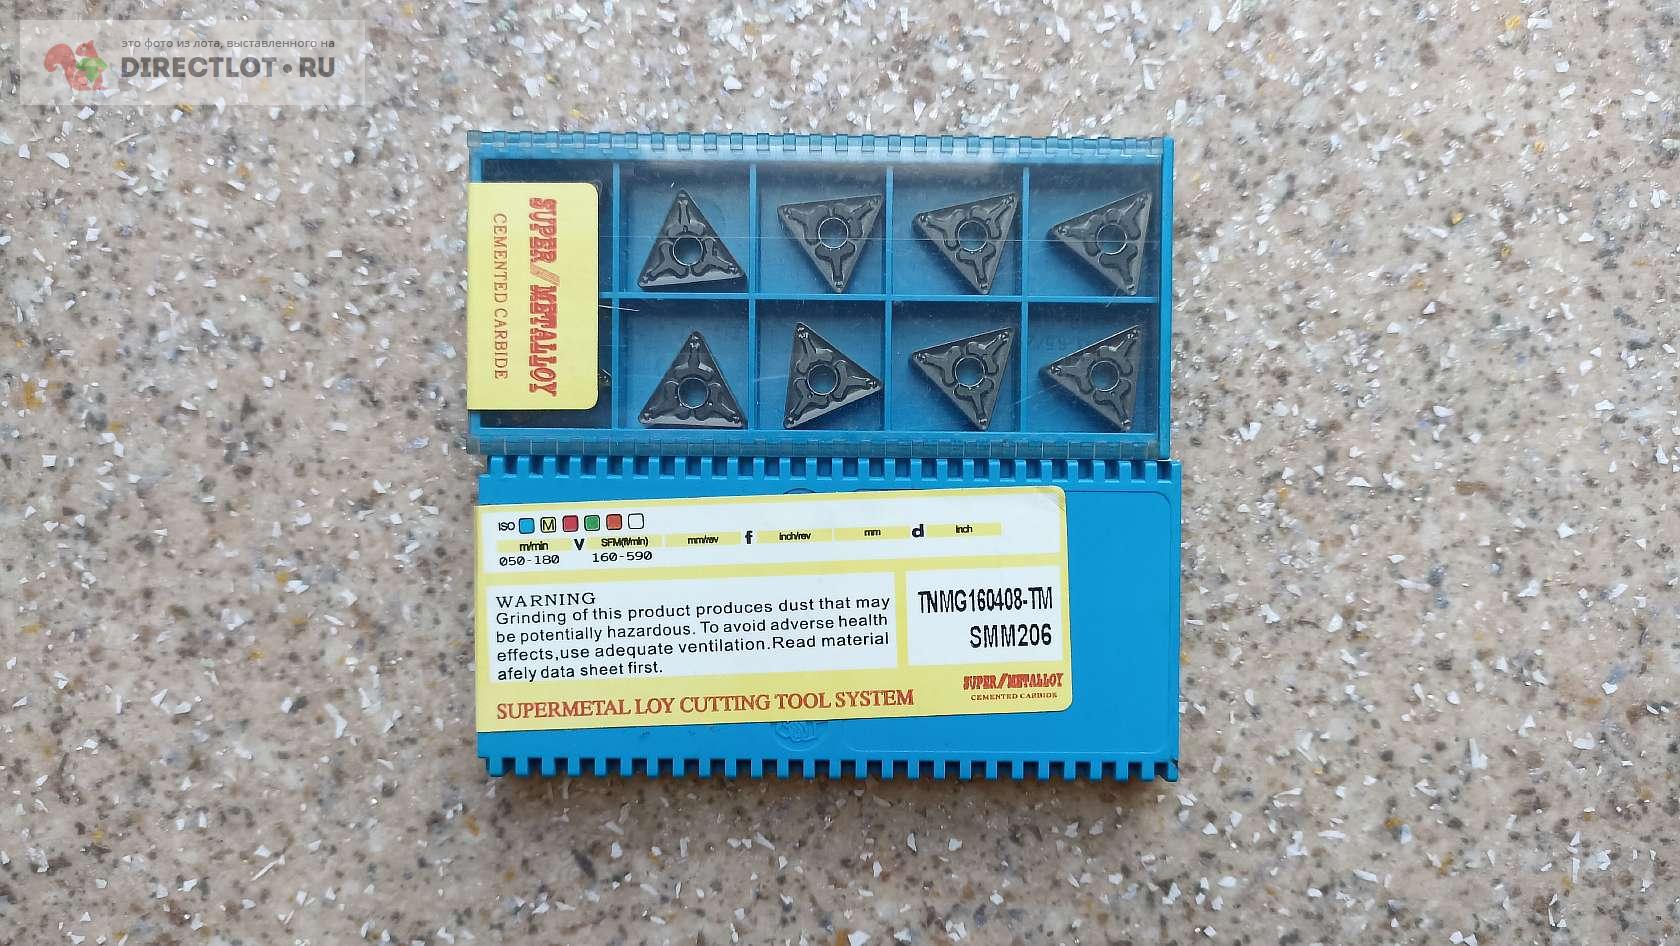 это фото из лота, выставленного на
DIRECTLOT.RU
SUPER//METALLOY
CEMENTED CARBIDE
ISO M
m/min V SFM(ft/min) mm/rev f inch/rev mm d inch
050-180 160-590
WARNING
Grinding of this product produces dust that may
be potentially hazardous. To avoid adverse health
effects,use adequate ventilation.Read material
afely data sheet first.
TNMG160408-TM
SMM206
SUPER//METALLOY
CEMENTED CARBIDE
SUPERMETAL LOY CUTTING TOOL SYSTEM